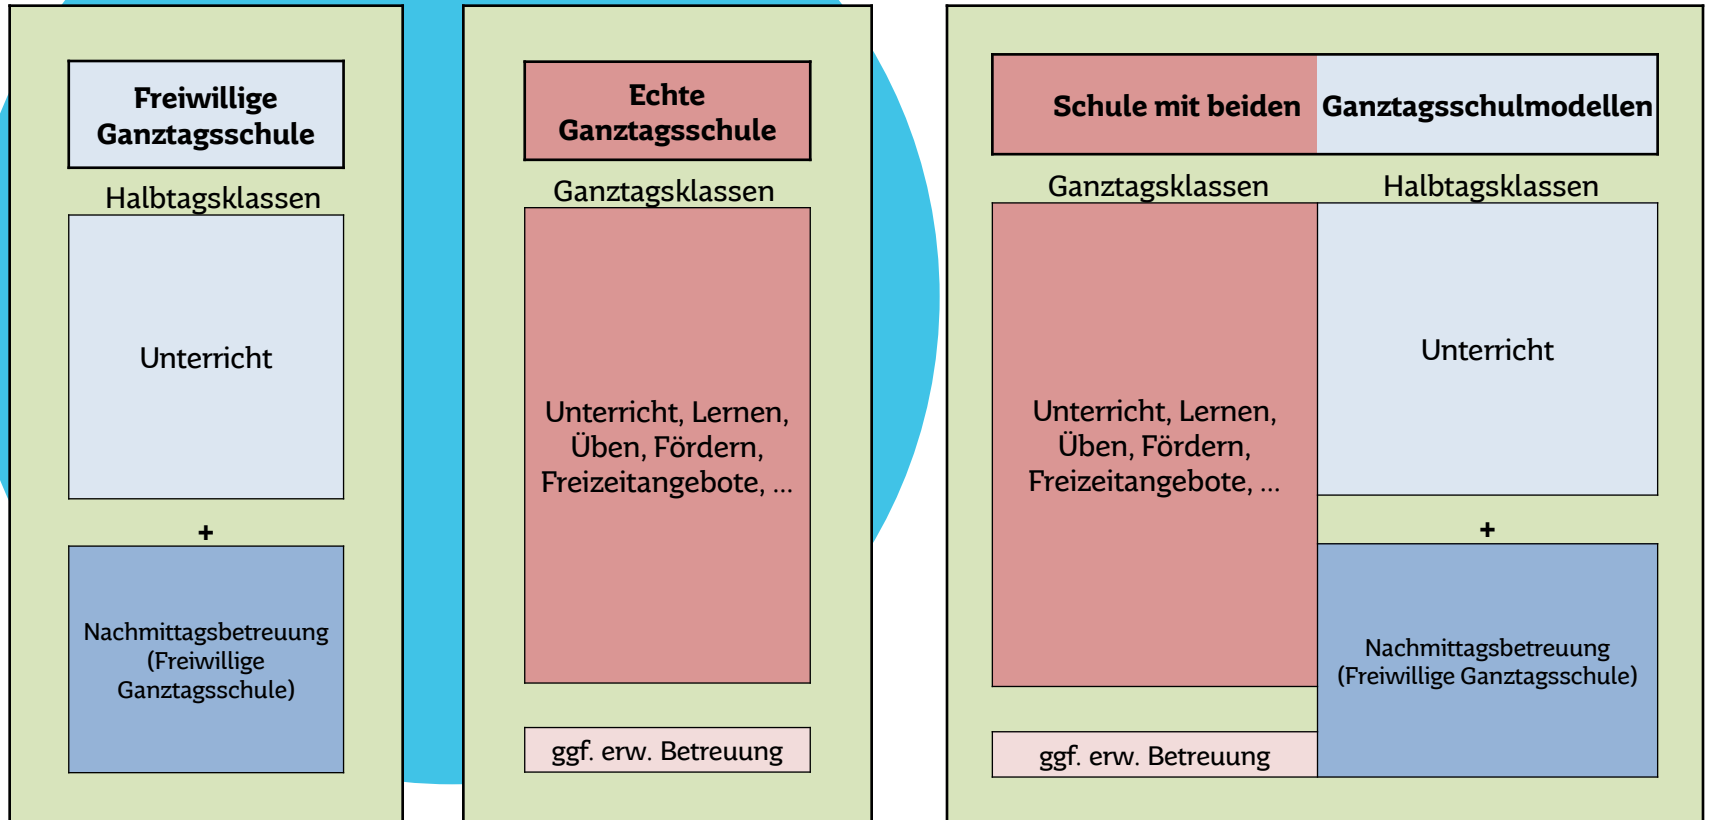 Freiwillige
Ganztagsschule
Halbtagsklassen
Unterricht
+
Nachmittagsbetreuung
(Freiwillige
Ganztagsschule)
Echte
Ganztagsschule
Ganztagsklassen
Unterricht, Lernen,
Üben, Fördern,
Freizeitangebote, ...
ggf. erw. Betreuung
Schule mit beiden Ganztagsschulmodellen
Ganztagsklassen
Unterricht, Lernen,
Üben, Fördern,
Freizeitangebote, ...
ggf. erw. Betreuung
Halbtagsklassen
Unterricht
+
Nachmittagsbetreuung
(Freiwillige Ganztagsschule)